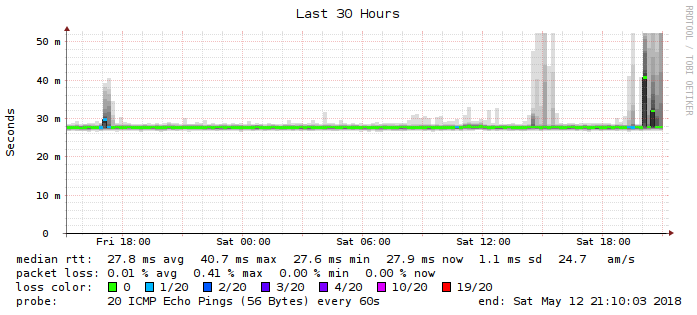 Last 30 Hours
RRDTOOL / TOBI OETIKER
Seconds
50 m
40 m
30 m
20 m
10 m
0
Fri 18:00 Sat 00:00 Sat 06:00 Sat 12:00 Sat 18:00
median rtt: 27.8 ms avg 40.7 ms max 27.6 ms min 27.9 ms now 1.1 ms sd 24.7 am/s
packet loss: 0.01 % avg 0.41 % max 0.00 % min 0.00 % now
loss color: 0 1/20 2/20 3/20 4/20 10/20 19/20
probe: 20 ICMP Echo Pings (56 Bytes) every 60s end: Sat May 12 21:10:03 2018